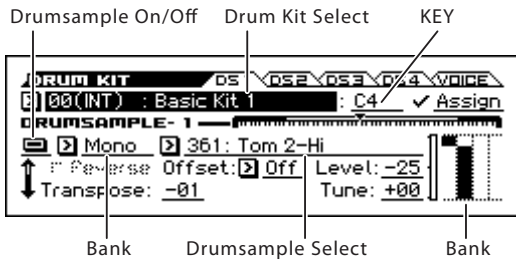 Drumsample On/Off Drum Kit Select KEY
DRUM KIT DS1 DS2 DS3 DS4 VOICE
00(INT) : Basic Kit 1 : C4 Assign
DRUMSAMPLE- 1
Mono 361: Tom 2-Hi
Reverse Offset: Off Level: -25
Transpose: -01 Tune: +00
Bank Drumsample Select Bank